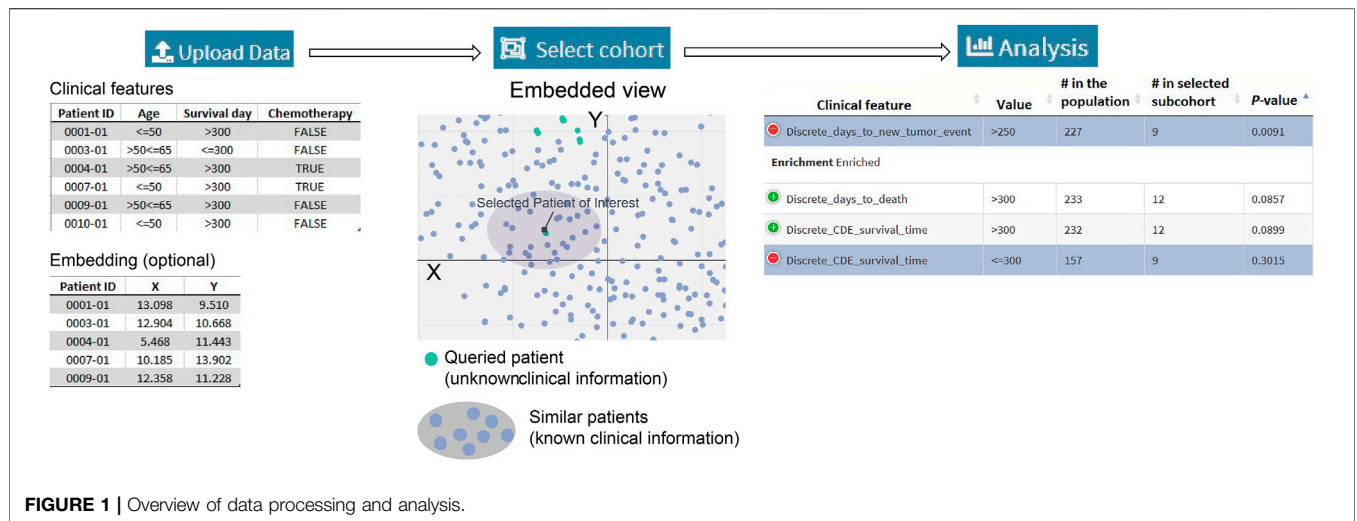 Upload Data
Select cohort
Analysis
Clinical features
Patient ID Age Survival day Chemotherapy
0001-01 <=50 >300 FALSE
0003-01 >50<=65 <=300 FALSE
0004-01 >50<=65 >300 TRUE
0007-01 <=50 >300 TRUE
0009-01 >50<=65 >300 FALSE
0010-01 <=50 >300 FALSE
Embedding (optional)
Patient ID X Y
0001-01 13.098 9.510
0003-01 12.904 10.668
0004-01 5.468 11.443
0007-01 10.185 13.902
0009-01 12.358 11.228
Embedded view
Y
Selected Patient of Interest
X
Queried patient
(unknownclinical information)
Similar patients
(known clinical information)
Clinical feature Value # in the population # in selected subcohort P-value
Discrete_days_to_new_tumor_event >250 227 9 0.0091
Enrichment Enriched
Discrete_days_to_death >300 233 12 0.0857
Discrete_CDE_survival_time >300 232 12 0.0899
Discrete_CDE_survival_time <=300 157 9 0.3015
FIGURE 1 | Overview of data processing and analysis.